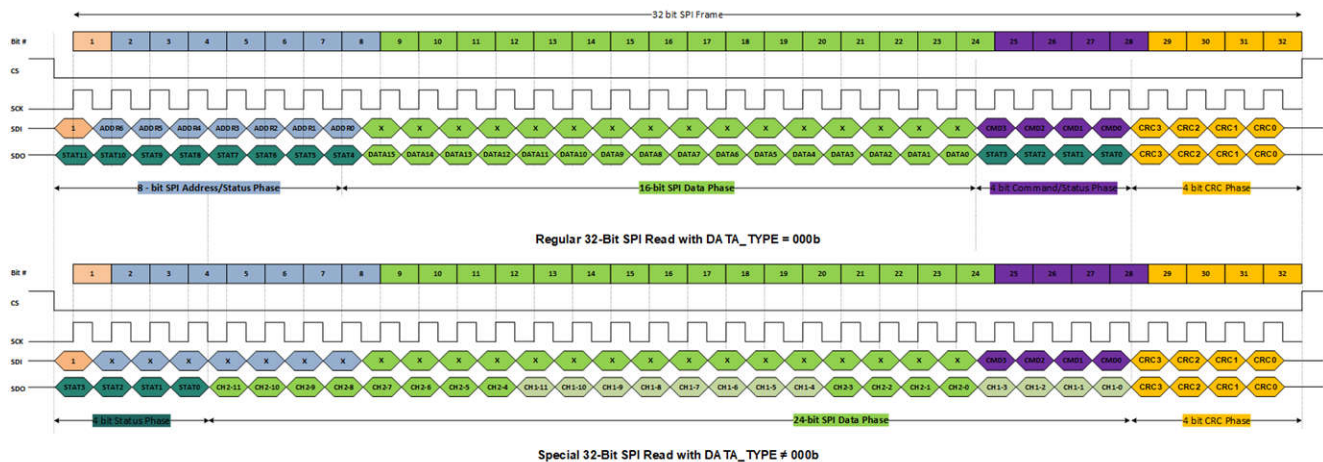 32 bit SPI Frame
Bit # 1 2 3 4 5 6 7 8 9 10 11 12 13 14 15 16 17 18 19 20 21 22 23 24 25 26 27 28 29 30 31 32
CS
SCK
SDI 1 ADDR6 ADDR5 ADDR4 ADDR3 ADDR2 ADDR1 ADDR0 X X X X X X X X X X X X X X X X CMD3 CMD2 CMD1 CMD0 CRC3 CRC2 CRC1 CRC0
SDO STAT11 STAT10 STAT9 STAT8 STAT7 STAT6 STAT5 STAT4 DATA15 DATA14 DATA13 DATA12 DATA11 DATA10 DATA9 DATA8 DATA7 DATA6 DATA5 DATA4 DATA3 DATA2 DATA1 DATA0 STAT3 STAT2 STAT1 STAT0 CRC3 CRC2 CRC1 CRC0
8 - bit SPI Address/Status Phase 16-bit SPI Data Phase 4 bit Command/Status Phase 4 bit CRC Phase
Regular 32-Bit SPI Read with DATA_TYPE = 000b
Bit # 1 2 3 4 5 6 7 8 9 10 11 12 13 14 15 16 17 18 19 20 21 22 23 24 25 26 27 28 29 30 31 32
CS
SCK
SDI 1 X X X X X X X X X X X X X X X X X X X X X X X CMD3 CMD2 CMD1 CMD0 CRC3 CRC2 CRC1 CRC0
SDO STAT3 STAT2 STAT1 STAT0 CH2-11 CH2-10 CH2-9 CH2-8 CH2-7 CH2-6 CH2-5 CH2-4 CH1-11 CH1-10 CH1-9 CH1-8 CH1-7 CH1-6 CH1-5 CH1-4 CH2-3 CH2-2 CH2-1 CH2-0 CH1-3 CH1-2 CH1-1 CH1-0 CRC3 CRC2 CRC1 CRC0
4 bit Status Phase 24-bit SPI Data Phase 4 bit CRC Phase
Special 32-Bit SPI Read with DATA_TYPE ≠ 000b